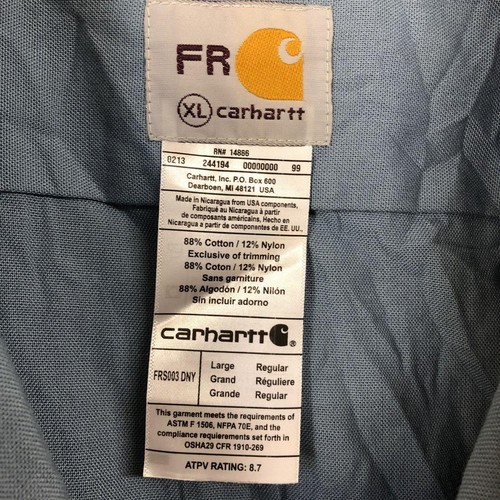 FR
XL carhartt
RN# 14886
0213 244194 00000000 99
Carhartt, Inc. P.O. Box 600
Dearborn, MI 48121 USA
Made in Nicaragua from USA components,
Fabriqué au Nicaragua à partir
de composants américains, Hecho en
Nicaragua a partir de componentes de EE. UU..
88% Cotton / 12% Nylon
Exclusive of trimming
88% Coton / 12% Nylon
Sans garniture
88% Algodón / 12% Nilón
Sin incluir adorno
carhartt ®
FRS003 DNY
Large Regular
Grand Réguliere
Grande Regular
This garment meets the requirements of
ASTM F 1506, NFPA 70E, and the
compliance requirements set forth in
OSHA29 CFR 1910-269
ATPV RATING: 8.7